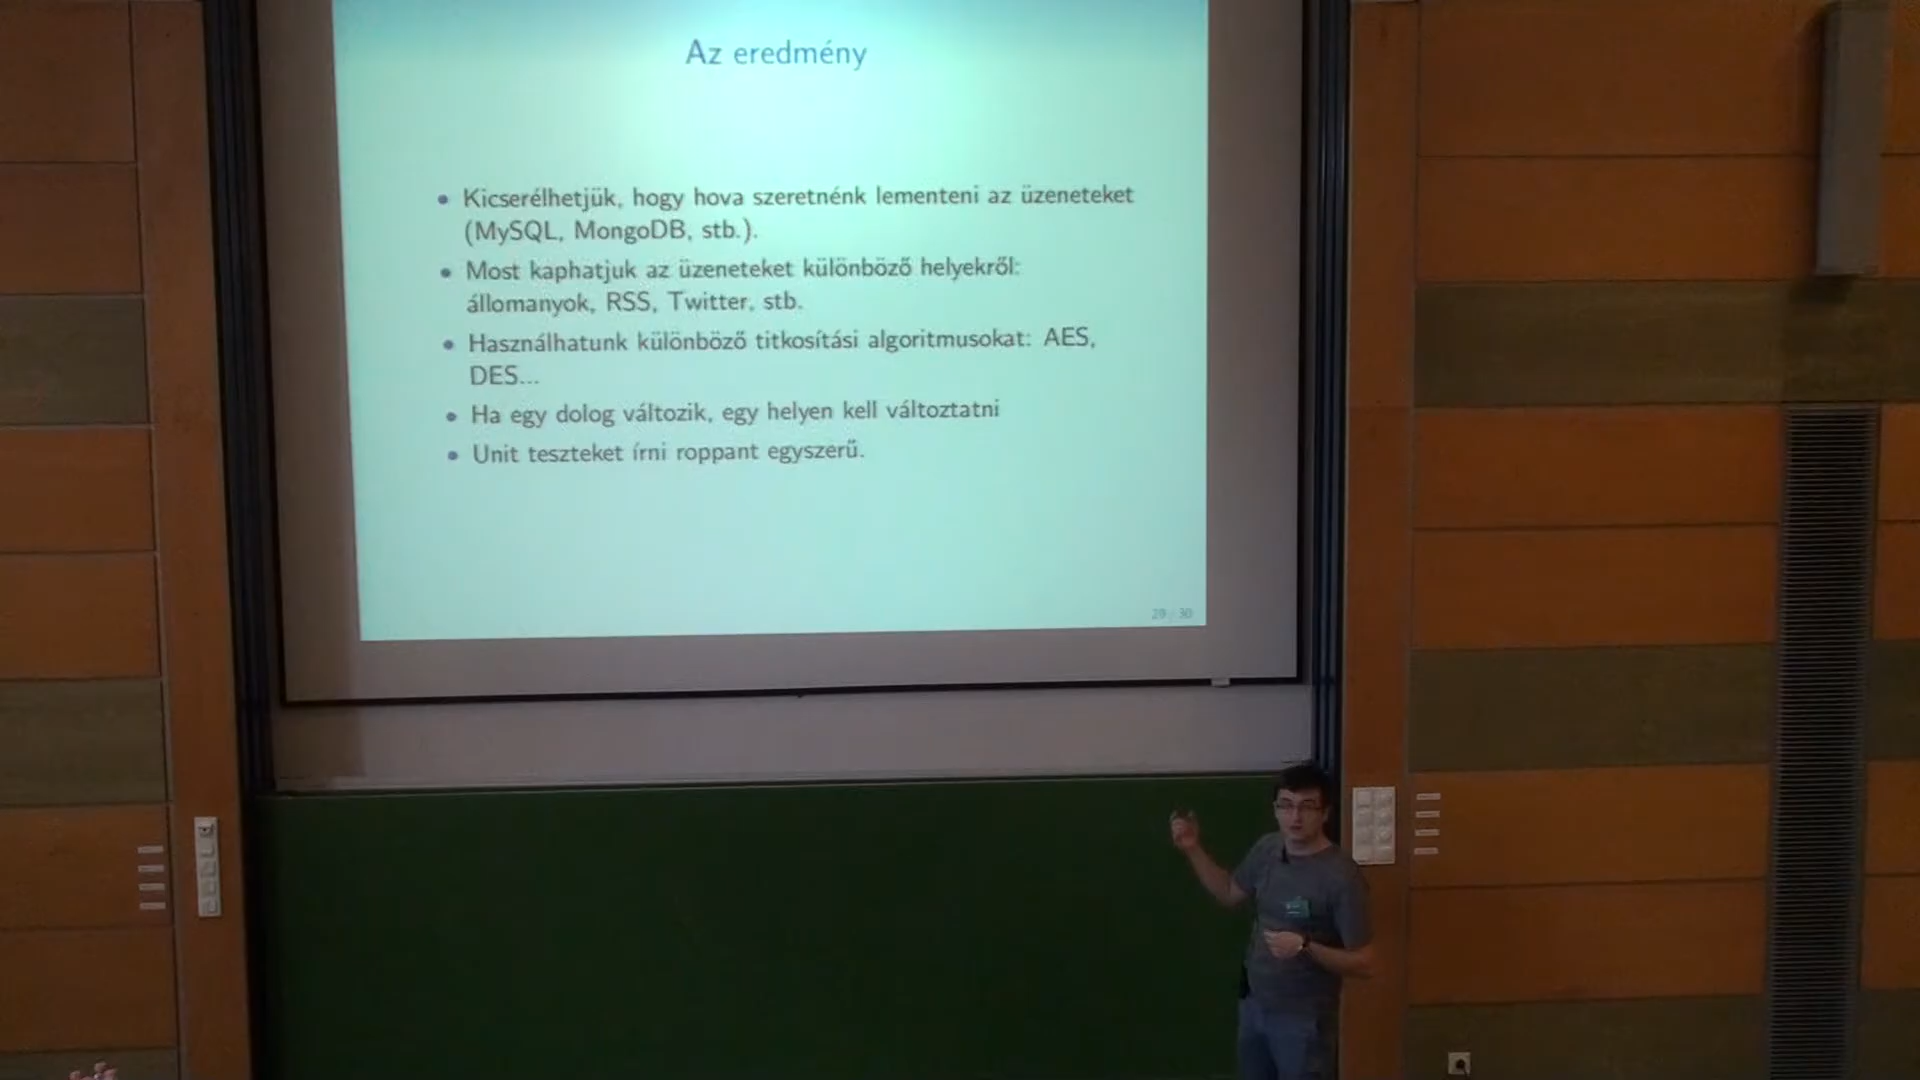 Az eredmény
Kicserélhetjük, hogy hova szeretnénk lementeni az üzeneteket
(MySQL, MongoDB, stb.).
Most kaphatjuk az üzeneteket különböző helyekről:
állomanyok, RSS, Twitter, stb.
Használhatunk különböző titkosítási algoritmusokat: AES,
DES...
Ha egy dolog változik, egy helyen kell változtatni
Unit teszteket írni roppant egyszerű.
29 / 30